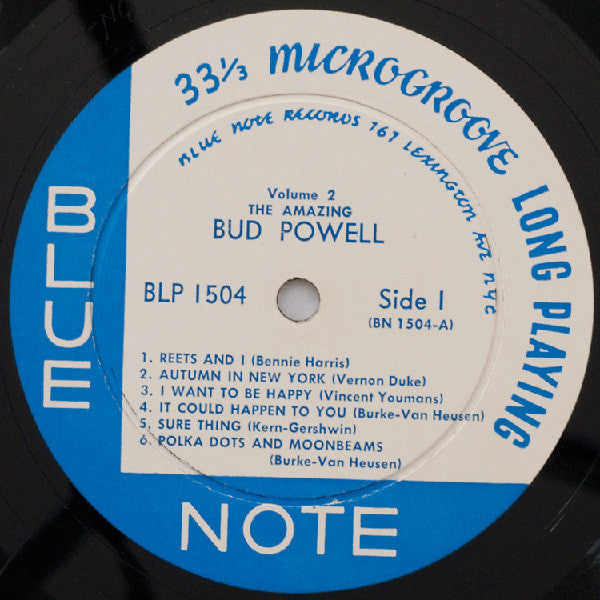 33⅓ MICROGROOVE LONG PLAYING
BLUE NOTE RECORDS 767 LEXINGTON AVE NYC
Volume 2
THE AMAZING
BUD POWELL
BLP 1504
Side 1
(BN 1504-A)
1. REETS AND I (Bennie Harris)
2. AUTUMN IN NEW YORK (Vernon Duke)
3. I WANT TO BE HAPPY (Vincent Youmans)
4. IT COULD HAPPEN TO YOU (Burke-Van Heusen)
5. SURE THING (Kern-Gershwin)
6. POLKA DOTS AND MOONBEAMS
(Burke-Van Heusen)
BLUE
NOTE